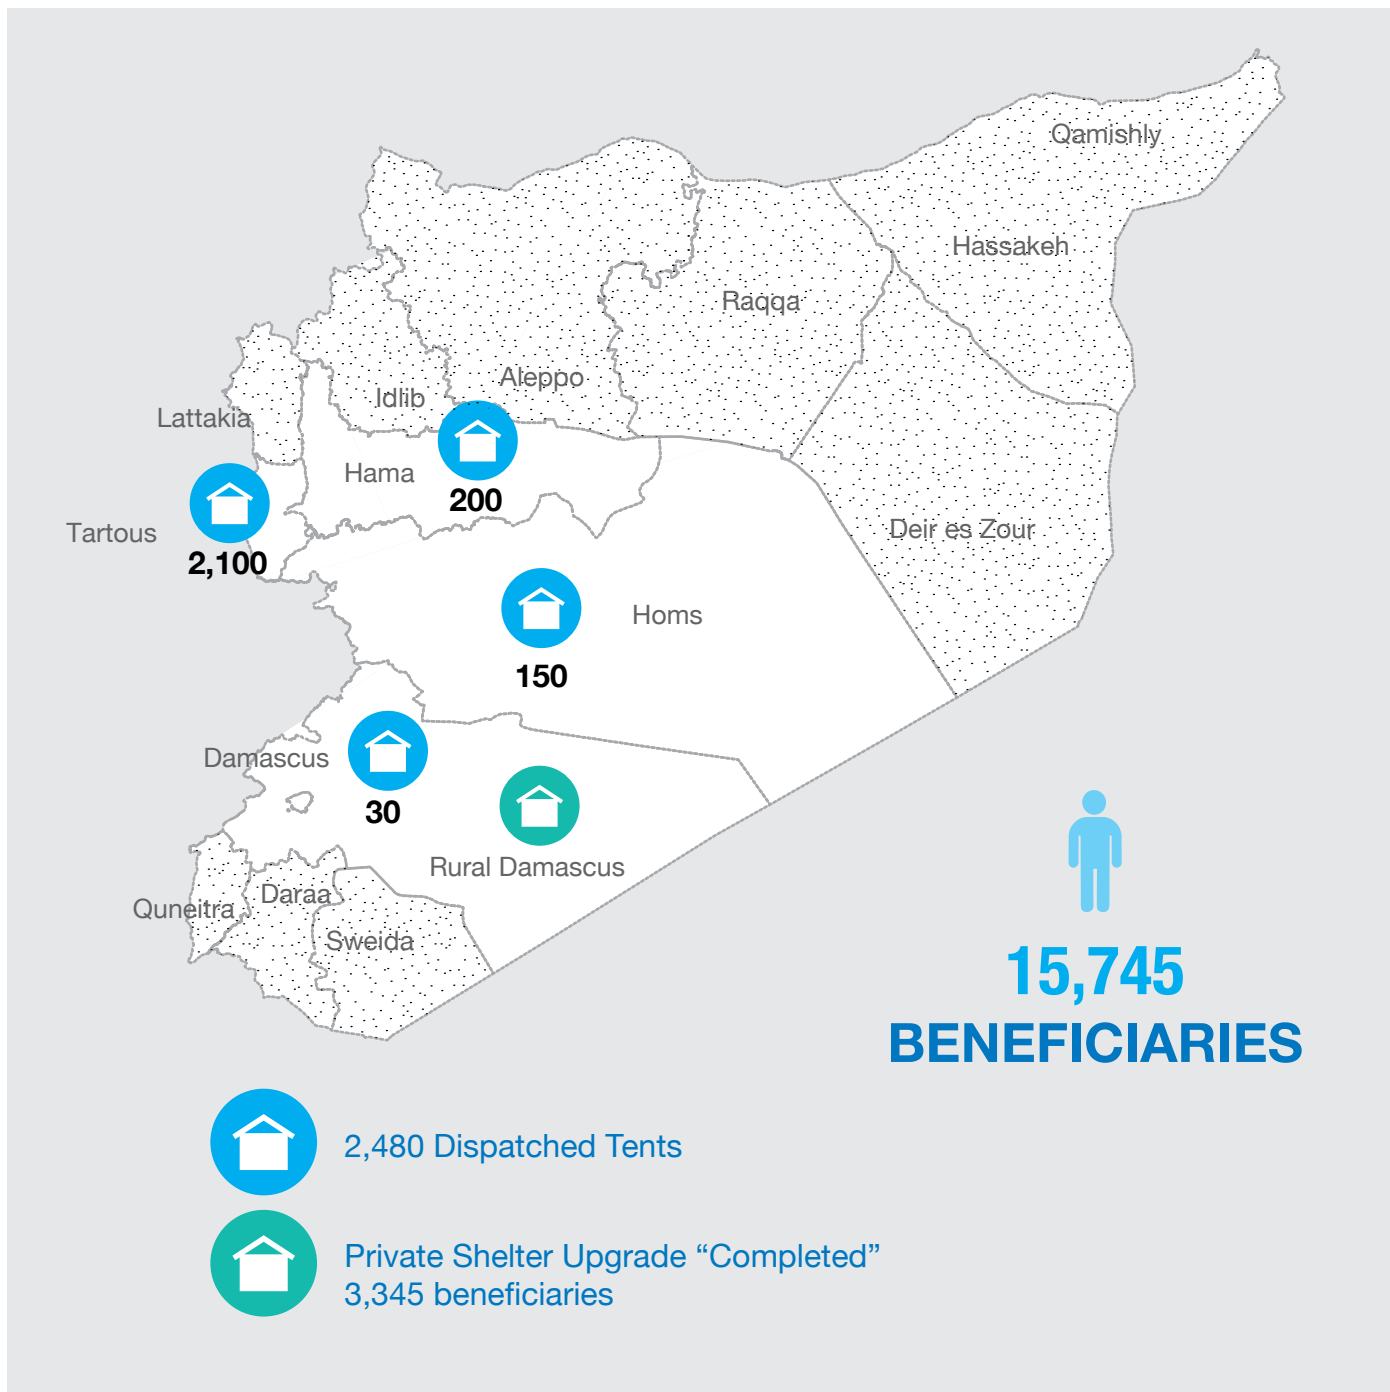 Qamishly
Hassakeh
Raqqa
Aleppo
Idlib
Lattakia
Hama
200
Tartous
2,100
Deir es Zour
Homs
150
Damascus
30
Rural Damascus
Quneitra
Daraa
Sweida
15,745
BENEFICIARIES
2,480 Dispatched Tents
Private Shelter Upgrade “Completed”
3,345 beneficiaries